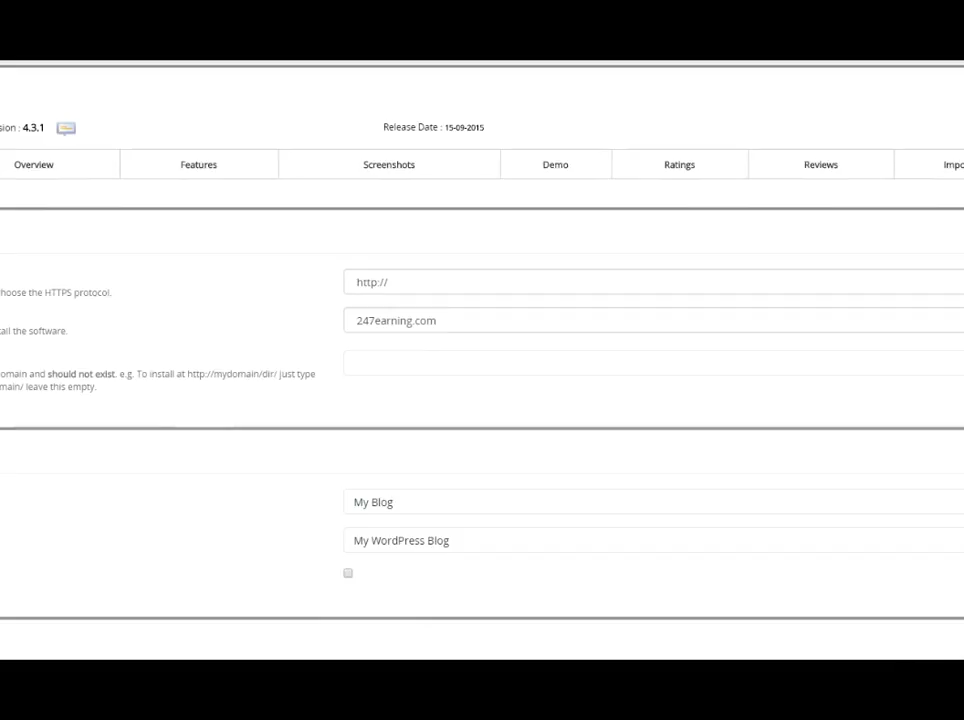 sion : 4.3.1 Release Date : 15-09-2015
Overview Features Screenshots Demo Ratings Reviews Impo
http://
hoose the HTTPS protocol.
247earning.com
tall the software.
omain and should not exist. e.g. To install at http://mydomain/dir/ just type
main/ leave this empty.
My Blog
My WordPress Blog